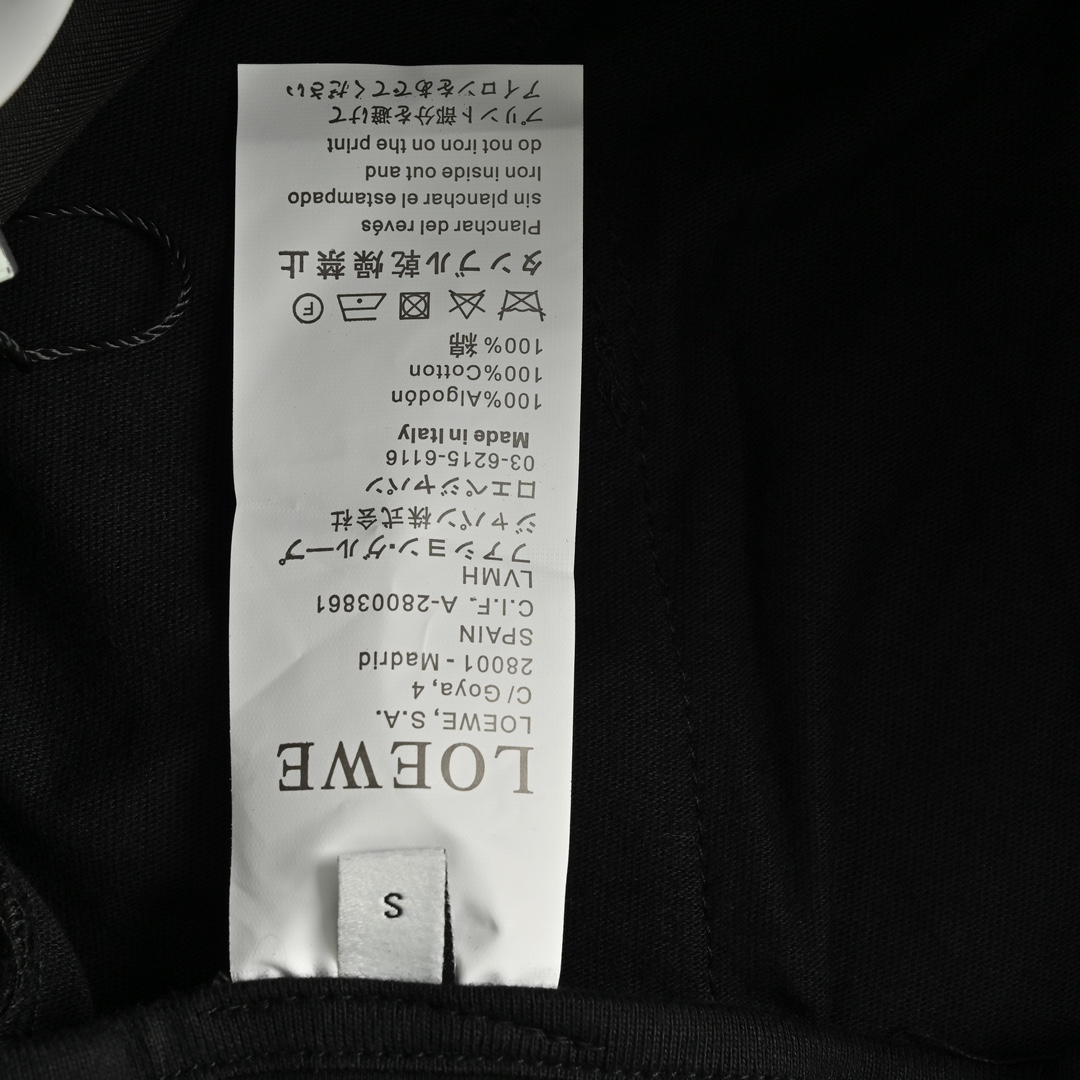 S
LOEWE
LOEWE, S.A.
C/ Goya, 4
28001 - Madrid
SPAIN
C.I.F. A-28003861
LVMH
ファション・グループ
ジャパン株式会社
ロエベジャパン
03-6215-6116
Made in Italy
100%Algodón
100%Cotton
100% 綿
F
タンブル乾燥禁止
Planchar del revés
sin planchar el estampado
Iron inside out and
do not iron on the print
プリント部分を避けて
アイロンをあててください